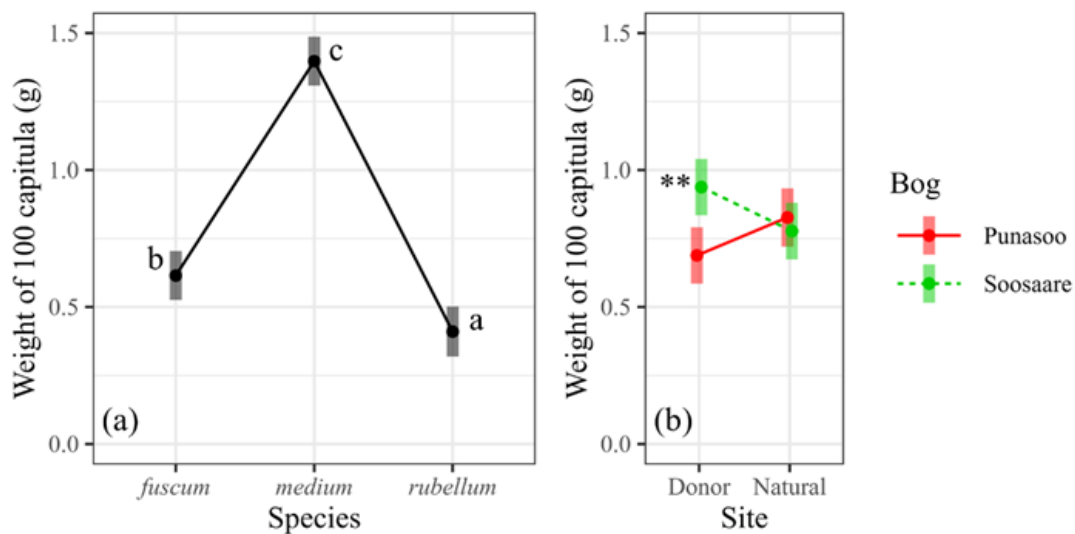 Weight of 100 capitula (g)
1.5
1.0
0.5
0.0
c
b
a
(a)
fuscum medium rubellum
Species
Weight of 100 capitula (g)
1.5
1.0
0.5
0.0
**
(b)
Donor Natural
Site
Bog
Punasoo
Soosaare